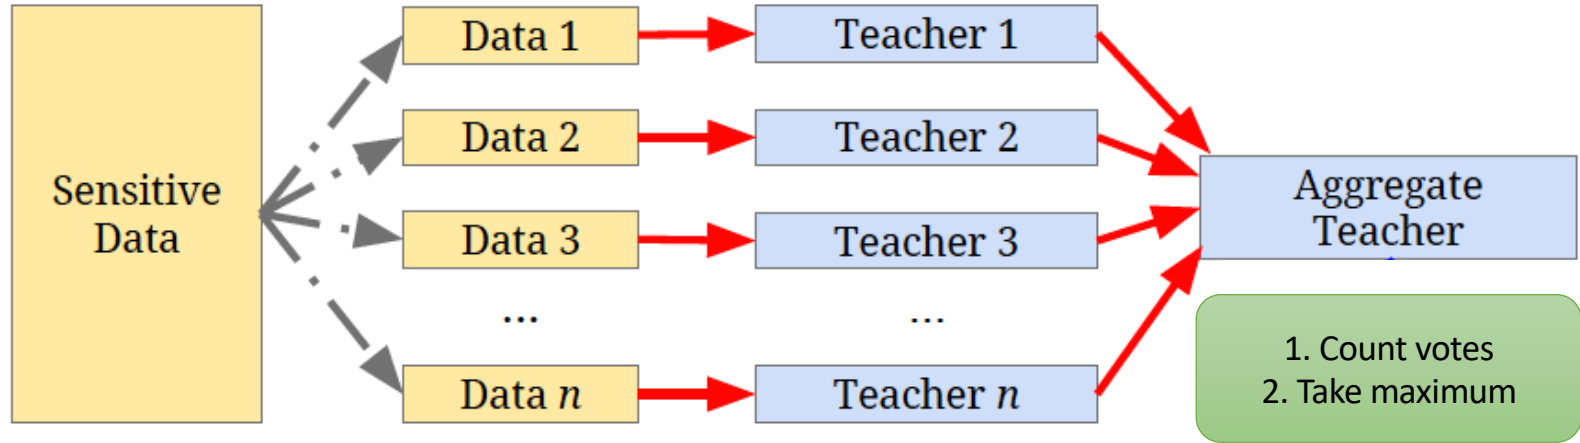 Sensitive
Data
Data 1
Teacher 1
Data 2
Teacher 2
Data 3
Teacher 3
...
...
Data n
Teacher n
Aggregate
Teacher
1. Count votes
2. Take maximum